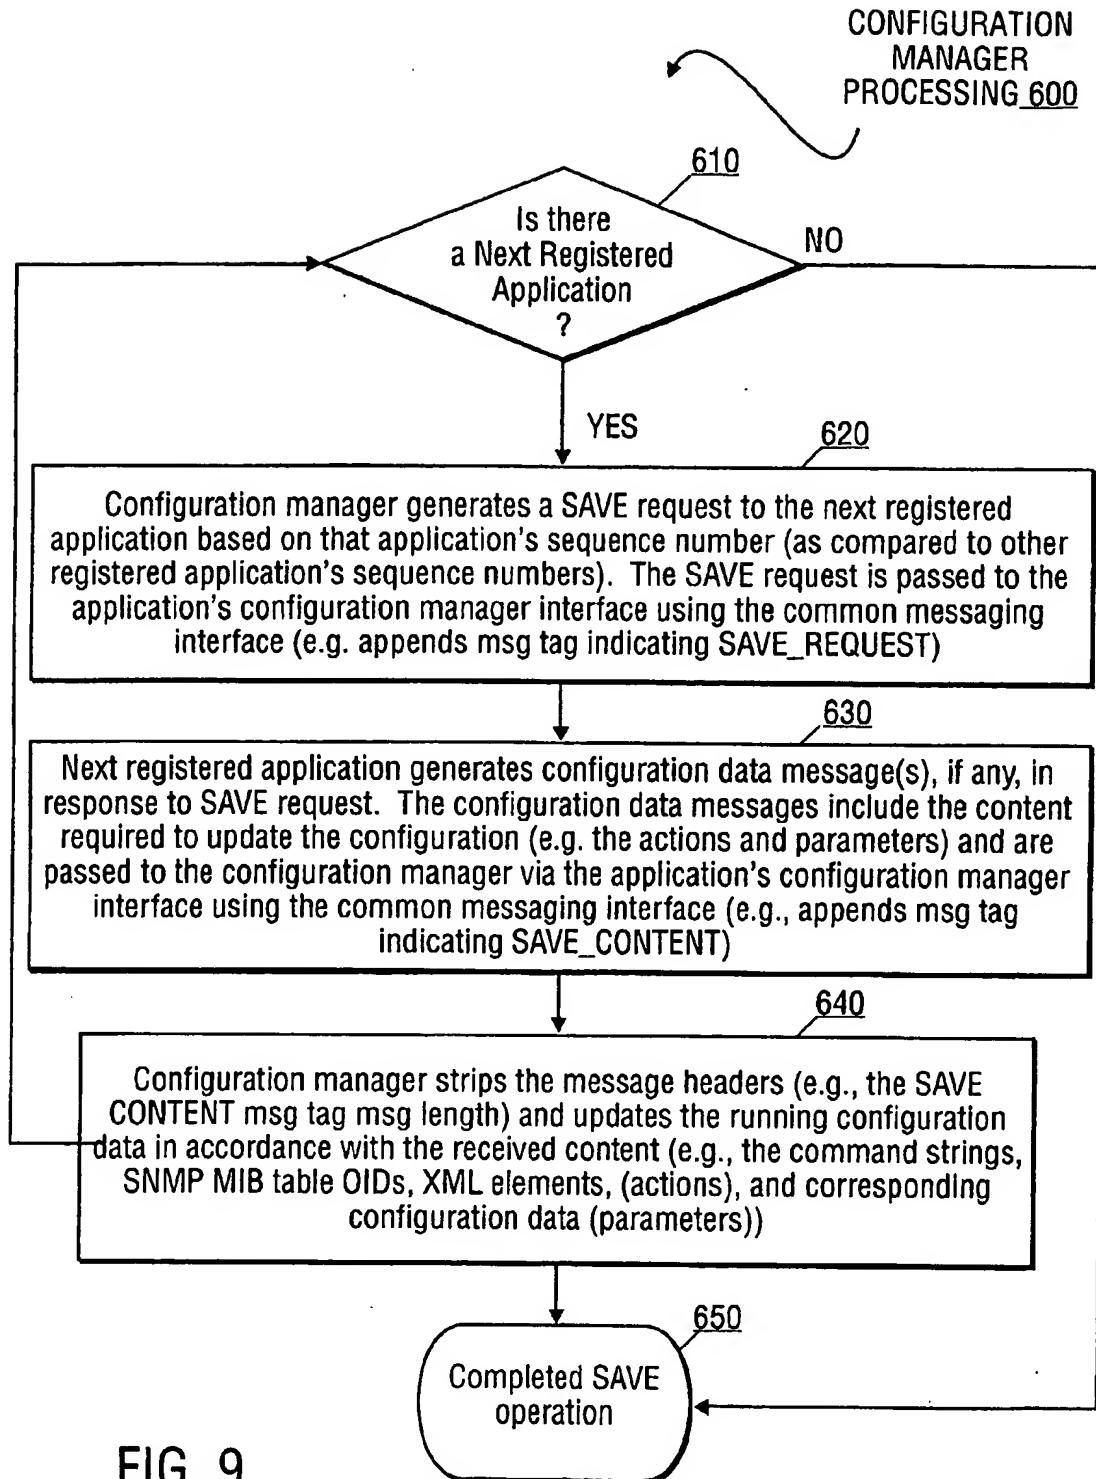 CONFIGURATION
MANAGER
PROCESSING 600
610
Is there
a Next Registered
Application
?
NO
YES
620
Configuration manager generates a SAVE request to the next registered
application based on that application's sequence number (as compared to other
registered application's sequence numbers). The SAVE request is passed to the
application's configuration manager interface using the common messaging
interface (e.g. appends msg tag indicating SAVE_REQUEST)
630
Next registered application generates configuration data message(s), if any, in
response to SAVE request. The configuration data messages include the content
required to update the configuration (e.g. the actions and parameters) and are
passed to the configuration manager via the application's configuration manager
interface using the common messaging interface (e.g., appends msg tag
indicating SAVE_CONTENT)
640
Configuration manager strips the message headers (e.g., the SAVE
CONTENT msg tag msg length) and updates the running configuration
data in accordance with the received content (e.g., the command strings,
SNMP MIB table OIDs, XML elements, (actions), and corresponding
configuration data (parameters))
650
Completed SAVE
operation
FIG. 9